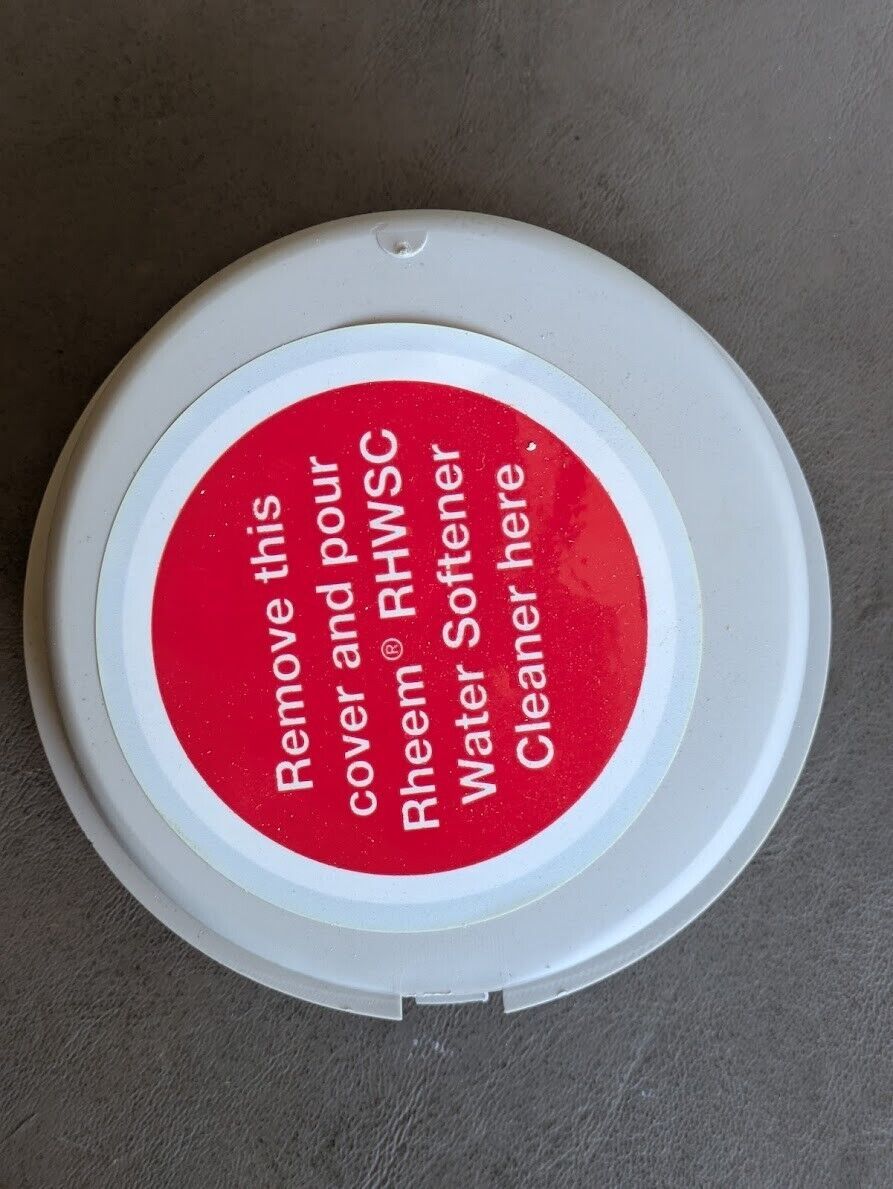 Remove this
cover and pour
Rheem® RHWSC
Water Softener
Cleaner here